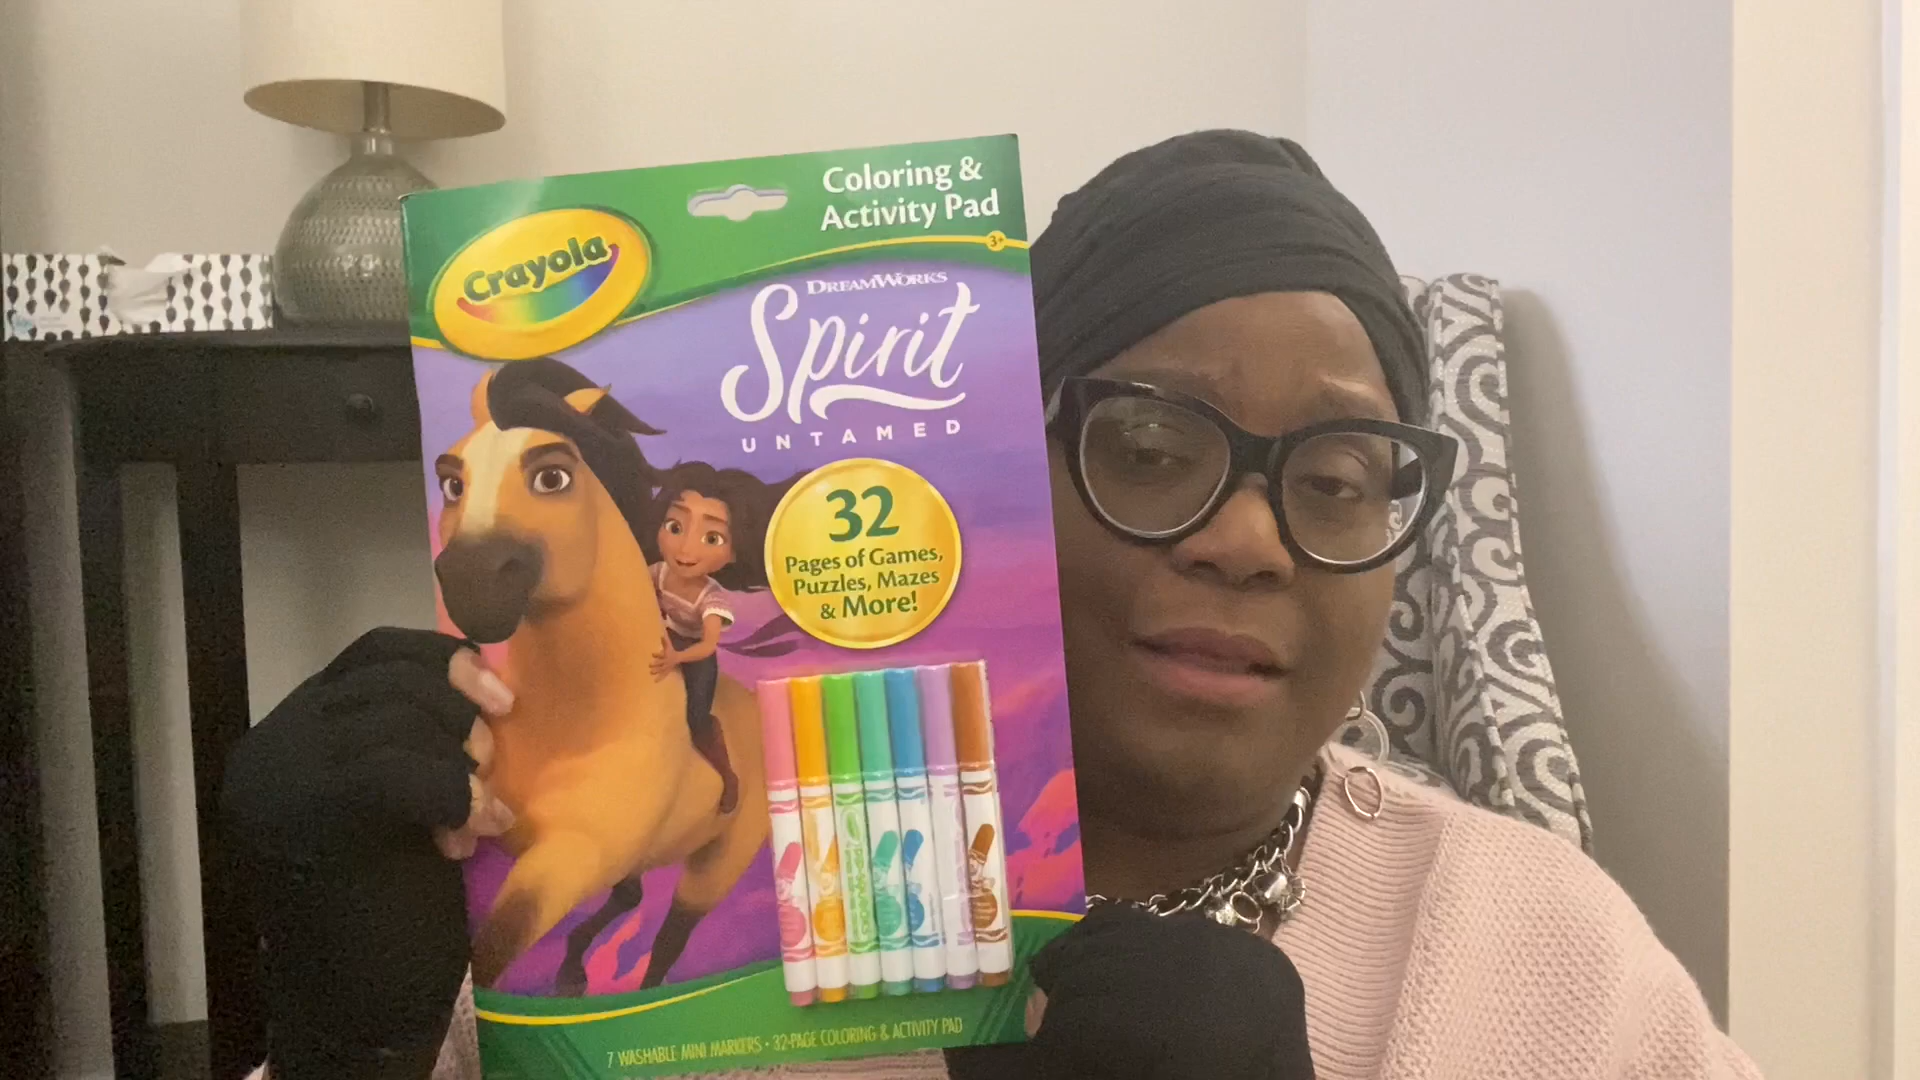 Coloring &
Activity Pad
3+
Crayola
DREAMWORKS
Spirit
UNTAMED
32
Pages of Games,
Puzzles, Mazes
& More!
7 WASHABLE MINI MARKERS • 32-PAGE COLORING & ACTIVITY PAD